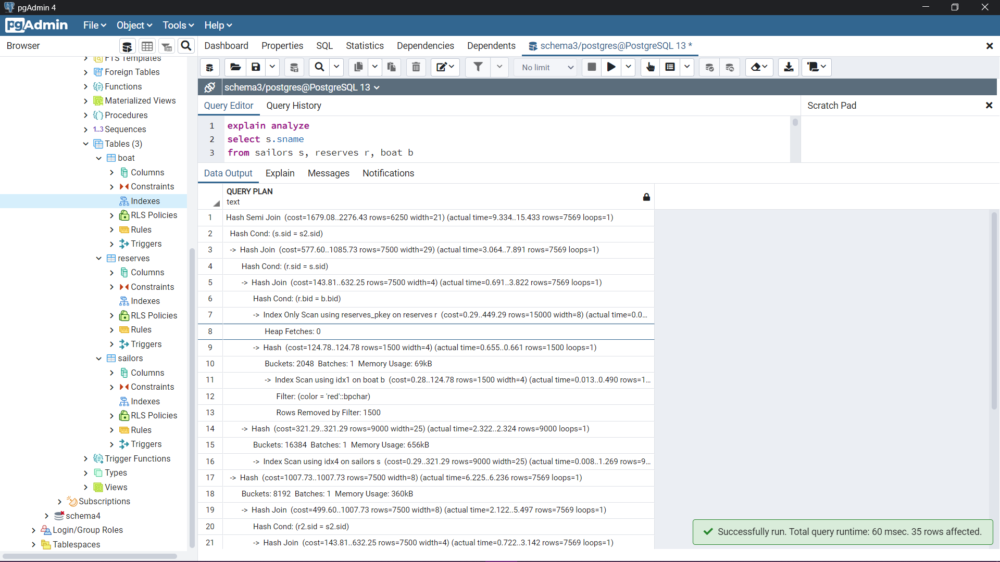 pgAdmin 4
pgAdmin File Object Tools Help
Browser
Dashboard Properties SQL Statistics Dependencies Dependents schema3/postgres@PostgreSQL 13 *
No limit
schema3/postgres@PostgreSQL 13
Query Editor Query History
Scratch Pad
1 explain analyze
2 select s.sname
3 from sailors s, reserves r, boat b
Data Output Explain Messages Notifications
QUERY PLAN
text
1 Hash Semi Join (cost=1679.08..2276.43 rows=6250 width=21) (actual time=9.334..15.433 rows=7569 loops=1)
2 Hash Cond: (s.sid = s2.sid)
3 -> Hash Join (cost=577.60..1085.73 rows=7500 width=29) (actual time=3.064..7.891 rows=7569 loops=1)
4 Hash Cond: (r.sid = s.sid)
5 -> Hash Join (cost=143.81..632.25 rows=7500 width=4) (actual time=0.691..3.822 rows=7569 loops=1)
6 Hash Cond: (r.bid = b.bid)
7 -> Index Only Scan using reserves_pkey on reserves r (cost=0.29..449.29 rows=15000 width=8) (actual time=0.0...
8 Heap Fetches: 0
9 -> Hash (cost=124.78..124.78 rows=1500 width=4) (actual time=0.655..0.661 rows=1500 loops=1)
10 Buckets: 2048 Batches: 1 Memory Usage: 69kB
11 -> Index Scan using idx1 on boat b (cost=0.28..124.78 rows=1500 width=4) (actual time=0.013..0.490 rows=1...
12 Filter: (color = 'red'::bpchar)
13 Rows Removed by Filter: 1500
14 -> Hash (cost=321.29..321.29 rows=9000 width=25) (actual time=2.322..2.324 rows=9000 loops=1)
15 Buckets: 16384 Batches: 1 Memory Usage: 656kB
16 -> Index Scan using idx4 on sailors s (cost=0.29..321.29 rows=9000 width=25) (actual time=0.008..1.269 rows=9...
17 -> Hash (cost=1007.73..1007.73 rows=7500 width=8) (actual time=6.225..6.236 rows=7569 loops=1)
18 Buckets: 8192 Batches: 1 Memory Usage: 360kB
19 -> Hash Join (cost=499.60..1007.73 rows=7500 width=8) (actual time=2.122..5.497 rows=7569 loops=1)
20 Hash Cond: (r2.sid = s2.sid)
21 -> Hash Join (cost=143.81..632.25 rows=7500 width=4) (actual time=0.722..3.142 rows=7569 loops=1)
FTS Templates
Foreign Tables
Functions
Materialized Views
Procedures
1..3 Sequences
Tables (3)
boat
Columns
Constraints
Indexes
RLS Policies
Rules
Triggers
reserves
Columns
Constraints
Indexes
RLS Policies
Rules
Triggers
sailors
Columns
Constraints
Indexes
RLS Policies
Rules
Triggers
Trigger Functions
Types
Views
Subscriptions
schema4
Login/Group Roles
Tablespaces
Successfully run. Total query runtime: 60 msec. 35 rows affected.